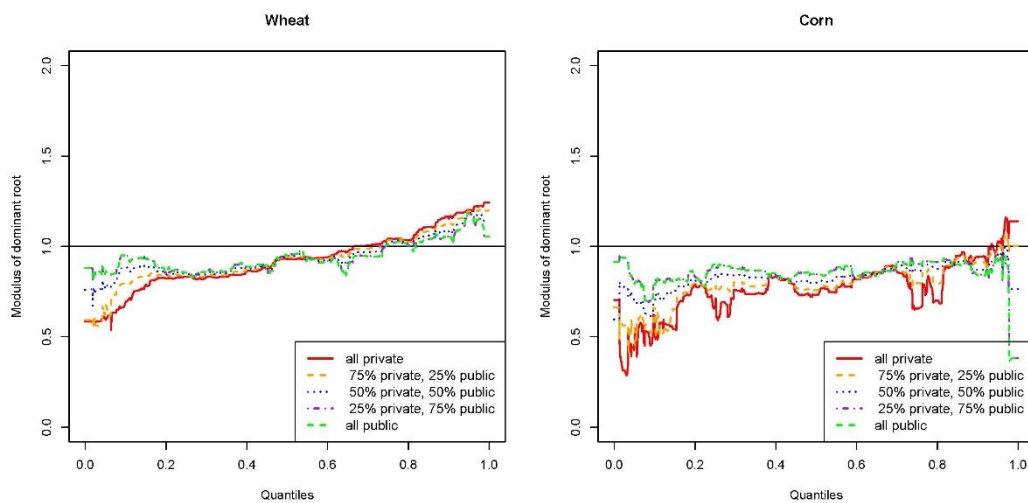 Wheat
Modulus of dominant root
2.0
1.5
1.0
0.5
0.0
0.0
0.2
0.4
0.6
0.8
1.0
Quantiles
all private
75% private, 25% public
50% private, 50% public
25% private, 75% public
all public
Corn
Modulus of dominant root
2.0
1.5
1.0
0.5
0.0
0.0
0.2
0.4
0.6
0.8
1.0
Quantiles
all private
75% private, 25% public
50% private, 50% public
25% private, 75% public
all public